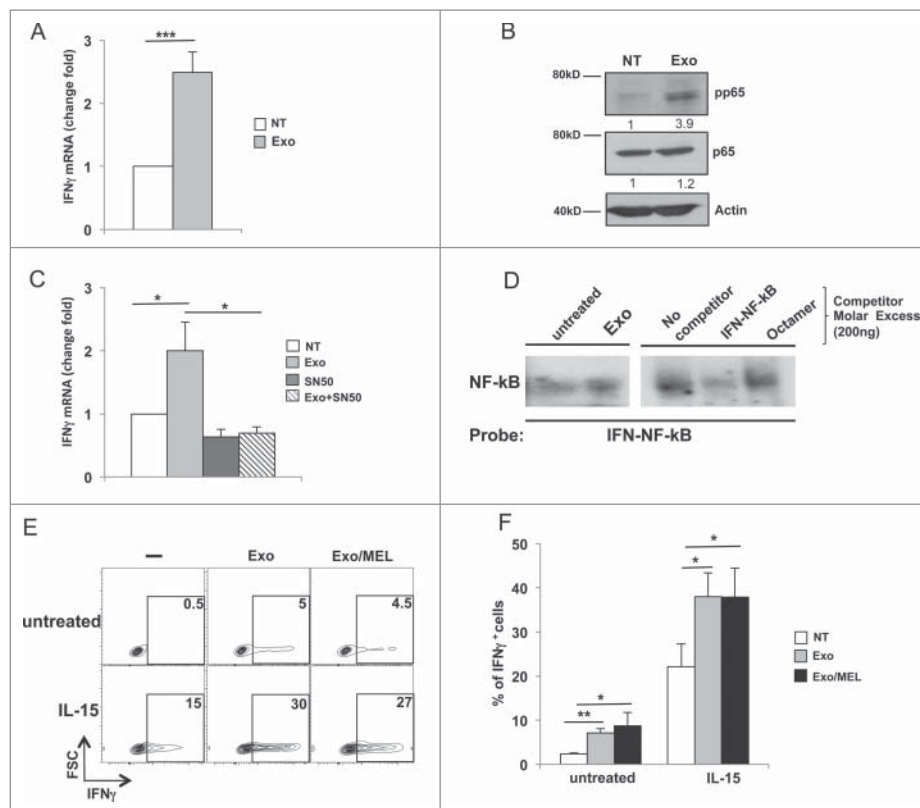 A
IFNγ mRNA (change fold)
3
2
1
0
***
NT
Exo
B
NT Exo
80kD
pp65
1 3.9
80kD
p65
1 1.2
40kD
Actin
C
IFNγ mRNA (change fold)
3
2
1
0
*
*
NT
Exo
SN50
Exo+SN50
D
untreated
Exo
No competitor
IFN-NF-kB
Octamer
Competitor
Molar Excess
(200ng)
NF-kB
Probe: IFN-NF-kB
E
– Exo Exo/MEL
untreated
0.5 5 4.5
IL-15
15 30 27
FSC
IFNγ
F
% of IFNγ+cells
50
40
30
20
10
0
**
*
*
*
NT
Exo
Exo/MEL
untreated IL-15